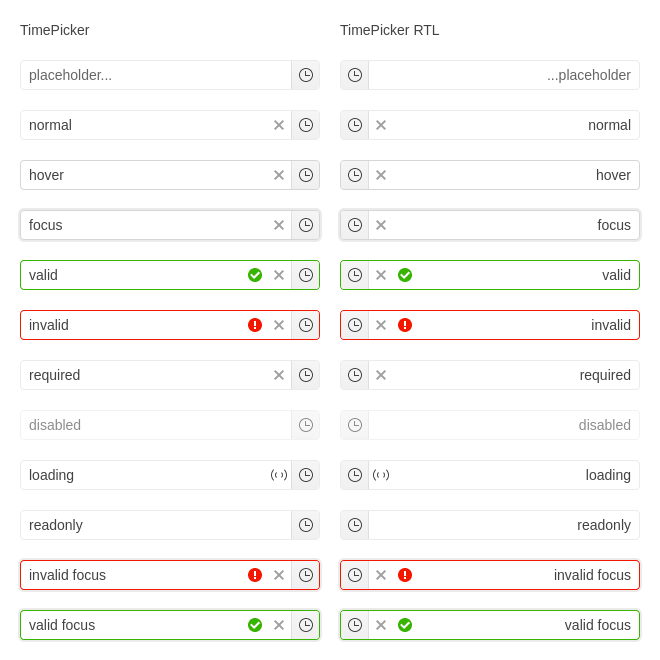 TimePicker
placeholder...
normal
hover
focus
valid
invalid
required
disabled
loading
readonly
invalid focus
valid focus
TimePicker RTL
...placeholder
normal
hover
focus
valid
invalid
required
disabled
loading
readonly
invalid focus
valid focus